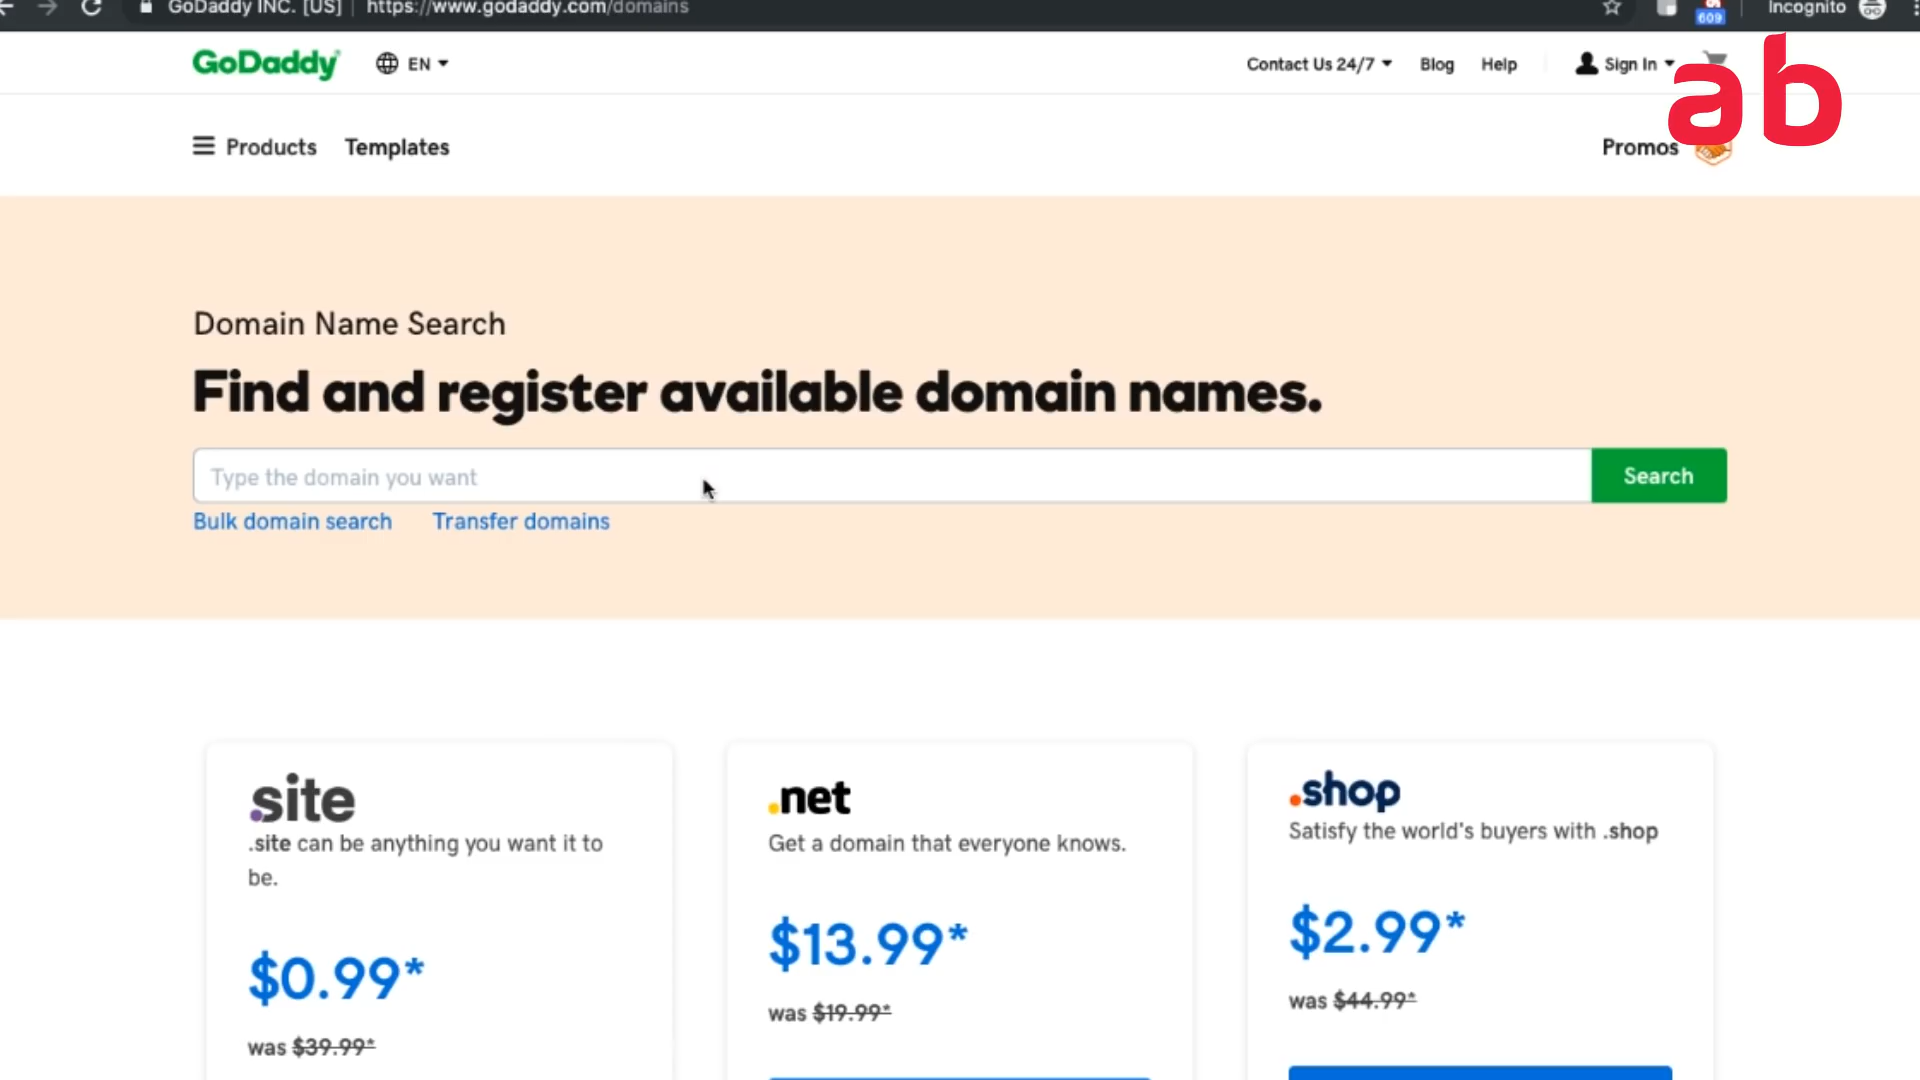 GoDaddy INC. [US] https://www.godaddy.com/domains
609
Incognito
GoDaddy
EN
Contact Us 24/7
Blog
Help
Sign In
ab
Products
Templates
Promos
Domain Name Search
Find and register available domain names.
Type the domain you want
Search
Bulk domain search
Transfer domains
.site
.site can be anything you want it to
be.
$0.99*
was $39.99*
.net
Get a domain that everyone knows.
$13.99*
was $19.99*
.shop
Satisfy the world's buyers with .shop
$2.99*
was $44.99*